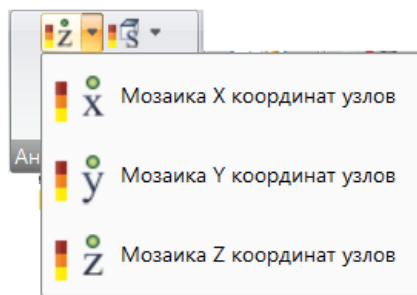 z S
Ан
x Мозаика X координат узлов
y Мозаика Y координат узлов
z Мозаика Z координат узлов